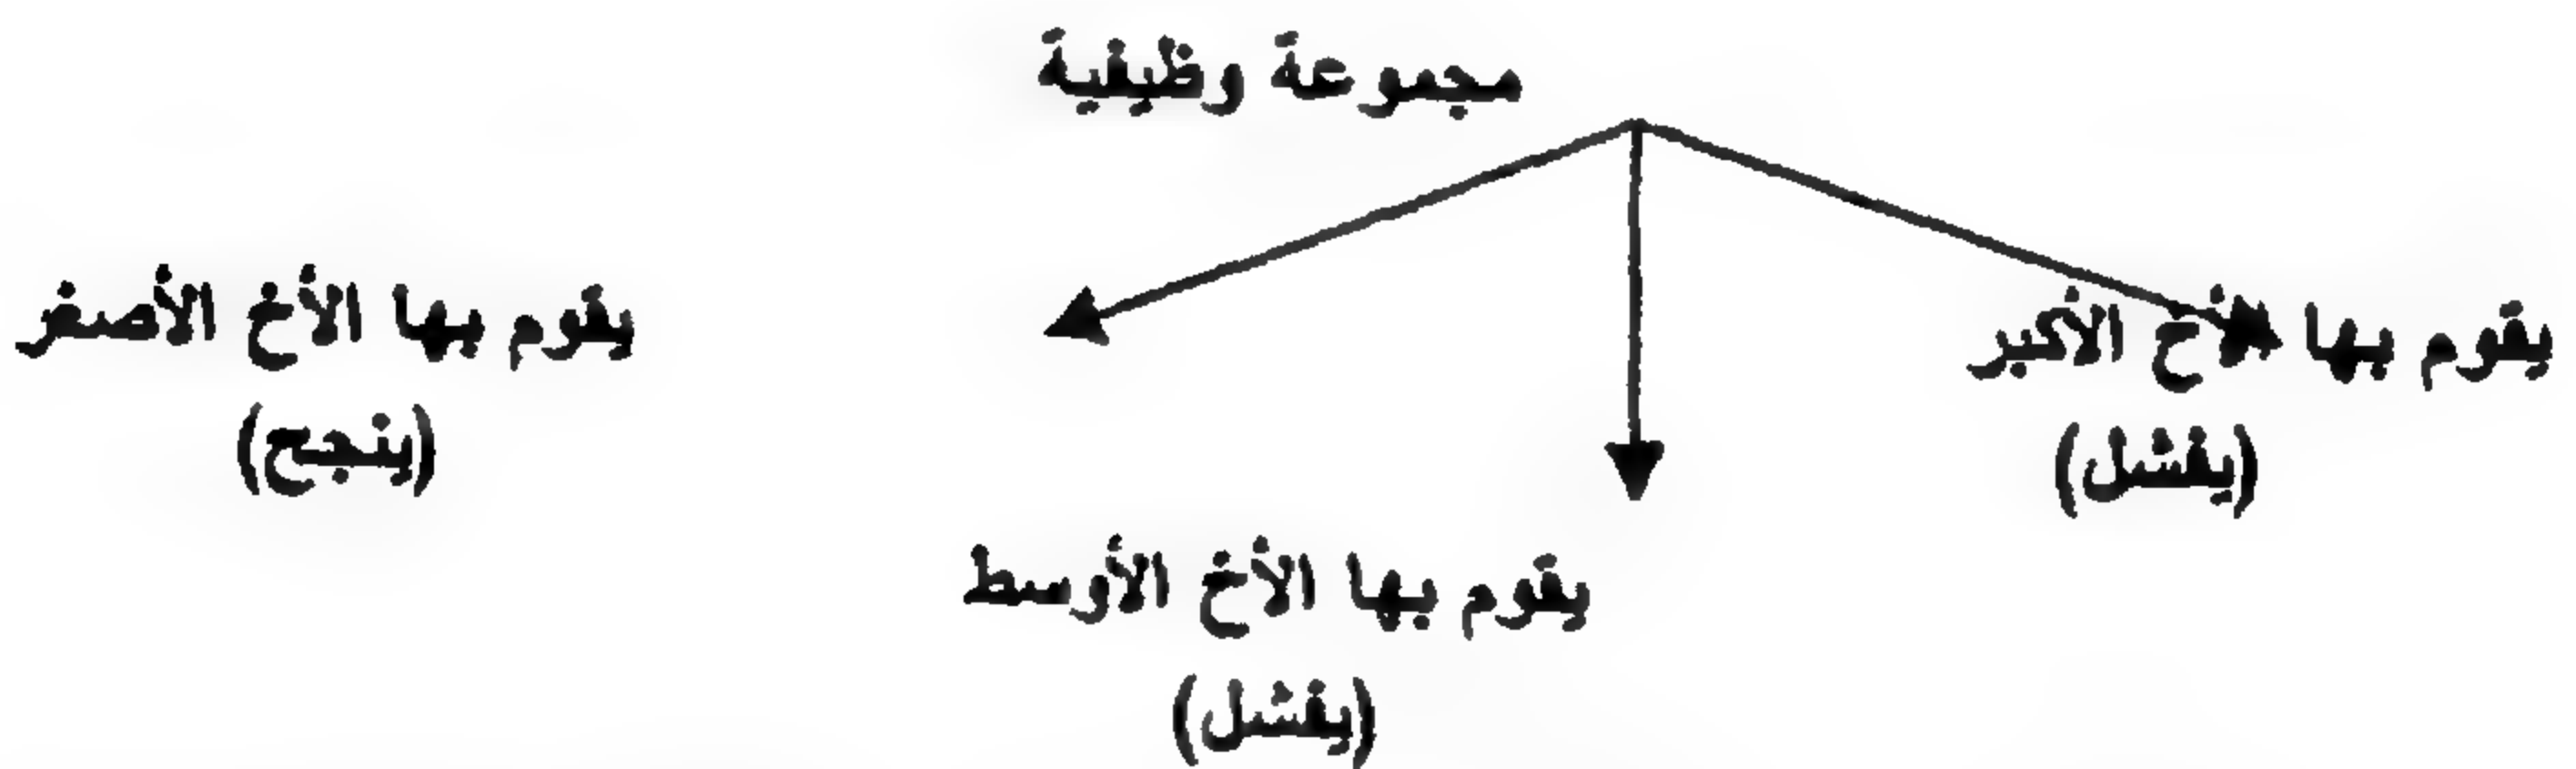 مجموعة وظيفية
يقوم بها الأخ الأكبر
(يفشل)
يقوم بها الأخ الأوسط
(يفشل)
يقوم بها الأخ الأصغر
(ينجح)